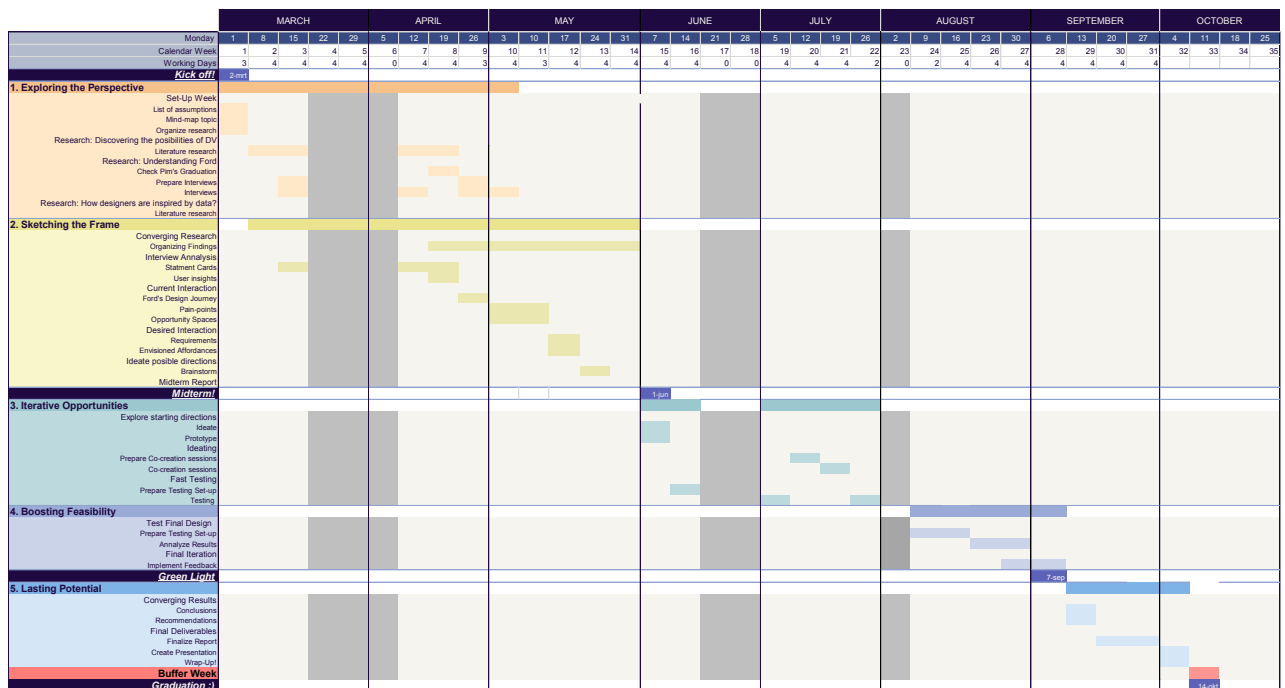 MARCH APRIL MAY JUNE JULY AUGUST SEPTEMBER OCTOBER
Monday 1 8 15 22 29 5 12 19 26 3 10 17 24 31 7 14 21 28 5 12 19 26 2 9 16 23 30 6 13 20 27 4 11 18 25
Calendar Week 1 2 3 4 5 6 7 8 9 10 11 12 13 14 15 16 17 18 19 20 21 22 23 24 25 26 27 28 29 30 31 32 33 34 35
Working Days 3 4 4 4 4 0 4 4 3 4 3 4 4 4 4 4 0 0 4 4 4 2 0 2 4 4 4 4 4 4 4
Kick off! 2-mrt
1. Exploring the Perspective
Set-Up Week
List of assumptions
Mind-map topic
Organize research
Research: Discovering the posibilities of DV
Literature research
Research: Understanding Ford
Check Pim's Graduation
Prepare Interviews
Interviews
Research: How designers are inspired by data?
Literature research
2. Sketching the Frame
Converging Research
Organizing Findings
Interview Annalysis
Statment Cards
User insights
Current Interaction
Ford's Design Journey
Pain-points
Opportunity Spaces
Desired Interaction
Requirements
Envisioned Affordances
Ideate posible directions
Brainstorm
Midterm Report
Midterm! 1-jun
3. Iterative Opportunities
Explore starting directions
Ideate
Prototype
Ideating
Prepare Co-creation sessions
Co-creation sessions
Fast Testing
Prepare Testing Set-up
Testing
4. Boosting Feasibility
Test Final Design
Prepare Testing Set-up
Annalyze Results
Final Iteration
Implement Feedback
Green Light 7-sep
5. Lasting Potential
Converging Results
Conclusions
Recommendations
Final Deliverables
Finalize Report
Create Presentation
Wrap-Up!
Buffer Week
Graduation :) 14-okt